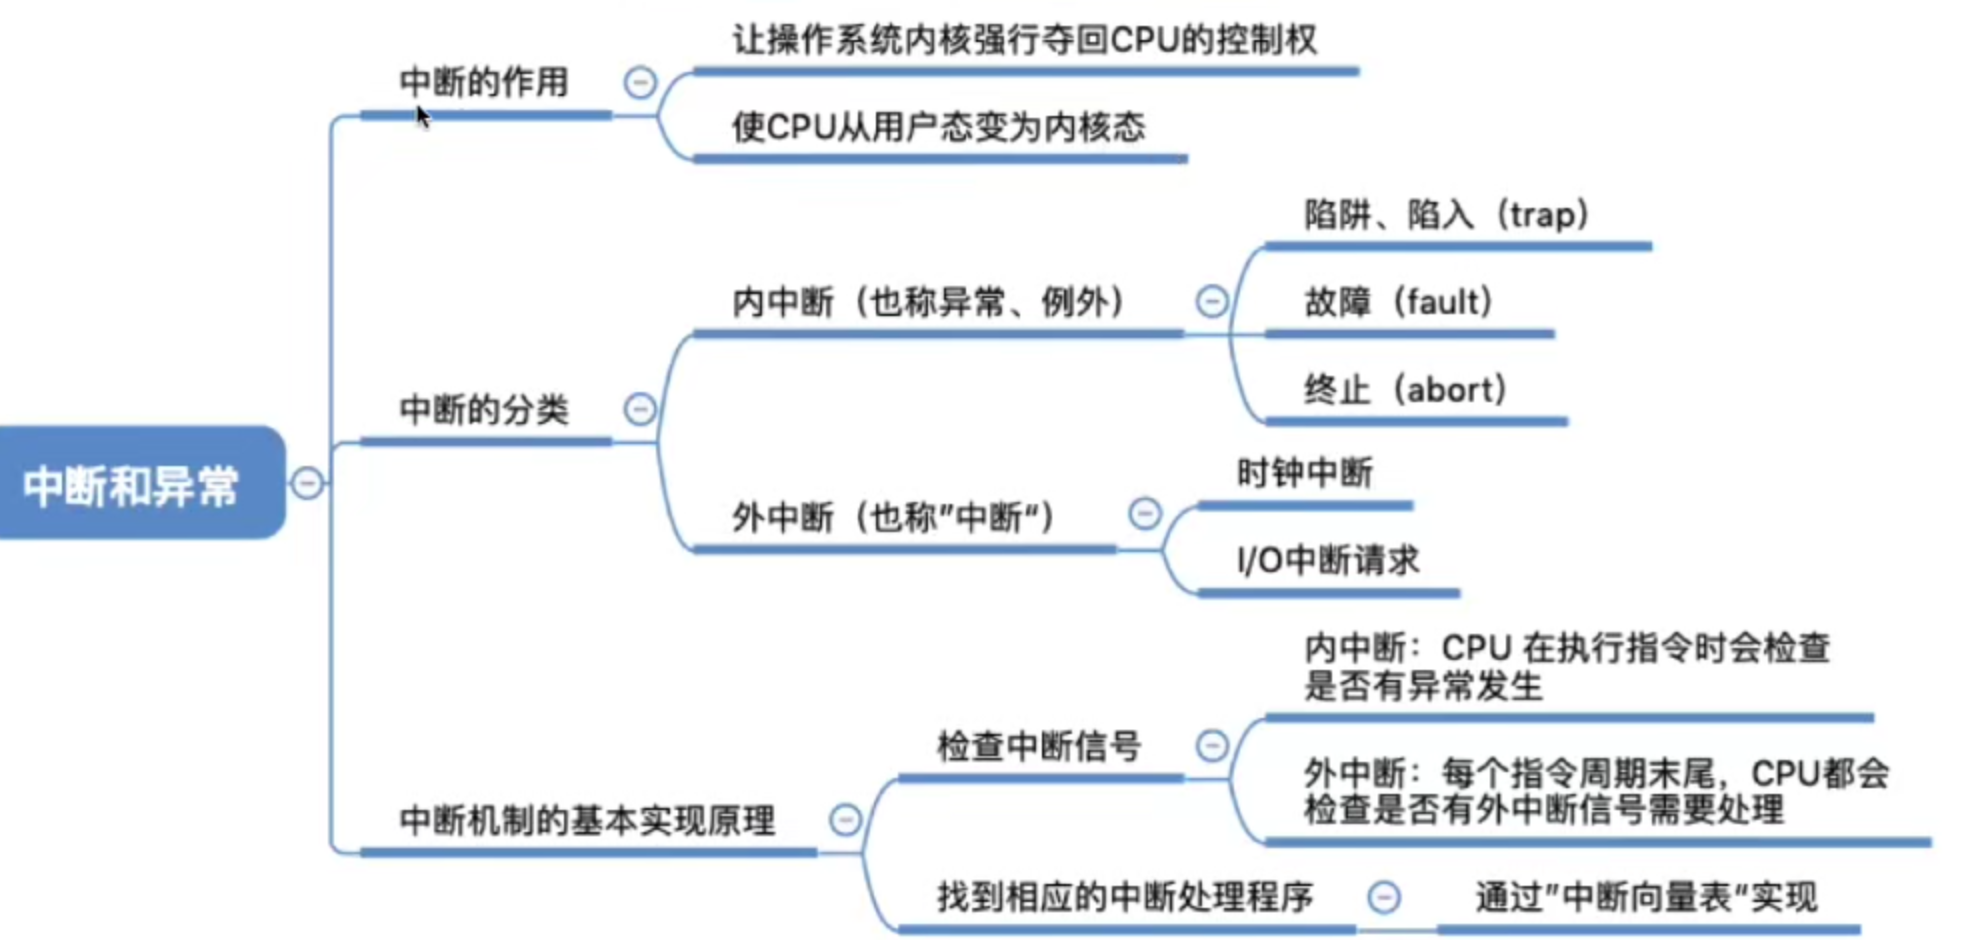 让操作系统内核强行夺回CPU的控制权
中断的作用
使CPU从用户态变为内核态
陷阱、陷入（trap）
内中断（也称异常、例外）
故障（fault）
终止（abort）
中断的分类
时钟中断
外中断（也称”中断“）
I/O中断请求
中断和异常
内中断：CPU 在执行指令时会检查
是否有异常发生
检查中断信号
外中断：每个指令周期末尾，CPU都会
检查是否有外中断信号需要处理
中断机制的基本实现原理
找到相应的中断处理程序
通过”中断向量表“实现